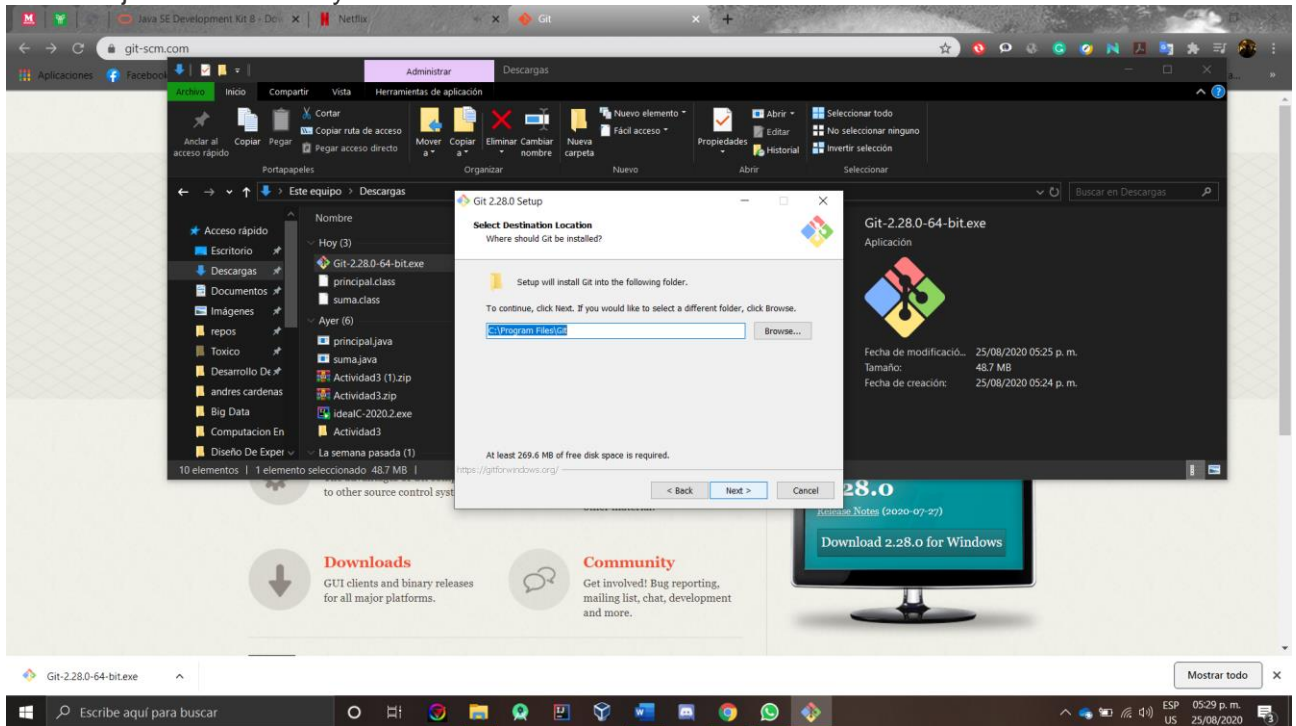 Java SE Development Kit 8 - Dow
Netflix
Git
git-scm.com
Aplicaciones
Facebook
Administrar
Descargas
Archivo
Inicio
Compartir
Vista
Herramientas de aplicación
Anclar al acceso rápido
Copiar
Pegar
Cortar
Copiar ruta de acceso
Pegar acceso directo
Mover a
Copiar a
Eliminar
Cambiar nombre
Nueva carpeta
Nuevo elemento
Fácil acceso
Propiedades
Abrir
Editar
Historial
Seleccionar todo
No seleccionar ninguno
Invertir selección
Portapapeles
Organizar
Nuevo
Abrir
Seleccionar
Este equipo > Descargas
Buscar en Descargas
Acceso rápido
Escritorio
Descargas
Documentos
Imágenes
repos
Toxico
Desarrollo De
andres cardenas
Big Data
Computacion En
Diseño De Exper
Nombre
Hoy (3)
Git-2.28.0-64-bit.exe
principal.class
suma.class
Ayer (6)
principal.java
suma.java
Actividad3 (1).zip
Actividad3.zip
ideaIC-2020.2.exe
Actividad3
La semana pasada (1)
10 elementos | 1 elemento seleccionado 48.7 MB |
Git 2.28.0 Setup
Select Destination Location
Where should Git be installed?
Setup will install Git into the following folder.
To continue, click Next. If you would like to select a different folder, click Browse.
C:\Program Files\Git
Browse...
At least 269.6 MB of free disk space is required.
https://gitforwindows.org/
< Back
Next >
Cancel
Git-2.28.0-64-bit.exe
Aplicación
Fecha de modificació... 25/08/2020 05:25 p. m.
Tamaño: 48.7 MB
Fecha de creación: 25/08/2020 05:24 p. m.
to other source control syst
28.0
Release Notes (2020-07-27)
Download 2.28.0 for Windows
Downloads
GUI clients and binary releases
for all major platforms.
Community
Get involved! Bug reporting,
mailing list, chat, development
and more.
Git-2.28.0-64-bit.exe
Mostrar todo
Escribe aquí para buscar
ESP
US
05:29 p. m.
25/08/2020